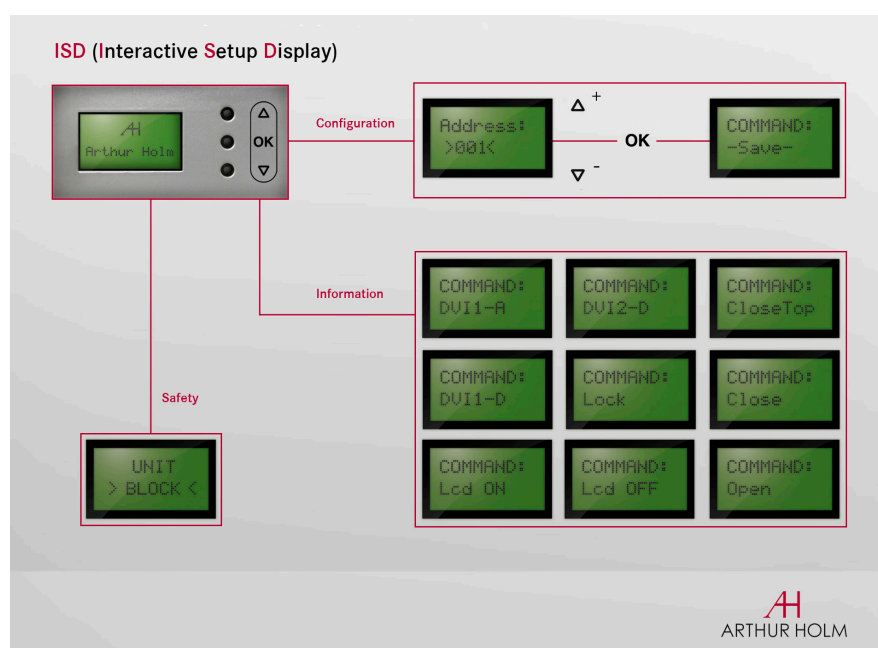 ISD (Interactive Setup Display)
AH
Arthur Holm
OK
Configuration
Address:
>001<
+
OK
-
COMMAND:
-Save-
Information
COMMAND:
DVI1-A
COMMAND:
DVI2-D
COMMAND:
CloseTop
COMMAND:
DVI1-D
COMMAND:
Lock
COMMAND:
Close
COMMAND:
Lcd ON
COMMAND:
Lcd OFF
COMMAND:
Open
Safety
UNIT
> BLOCK <
AH
ARTHUR HOLM